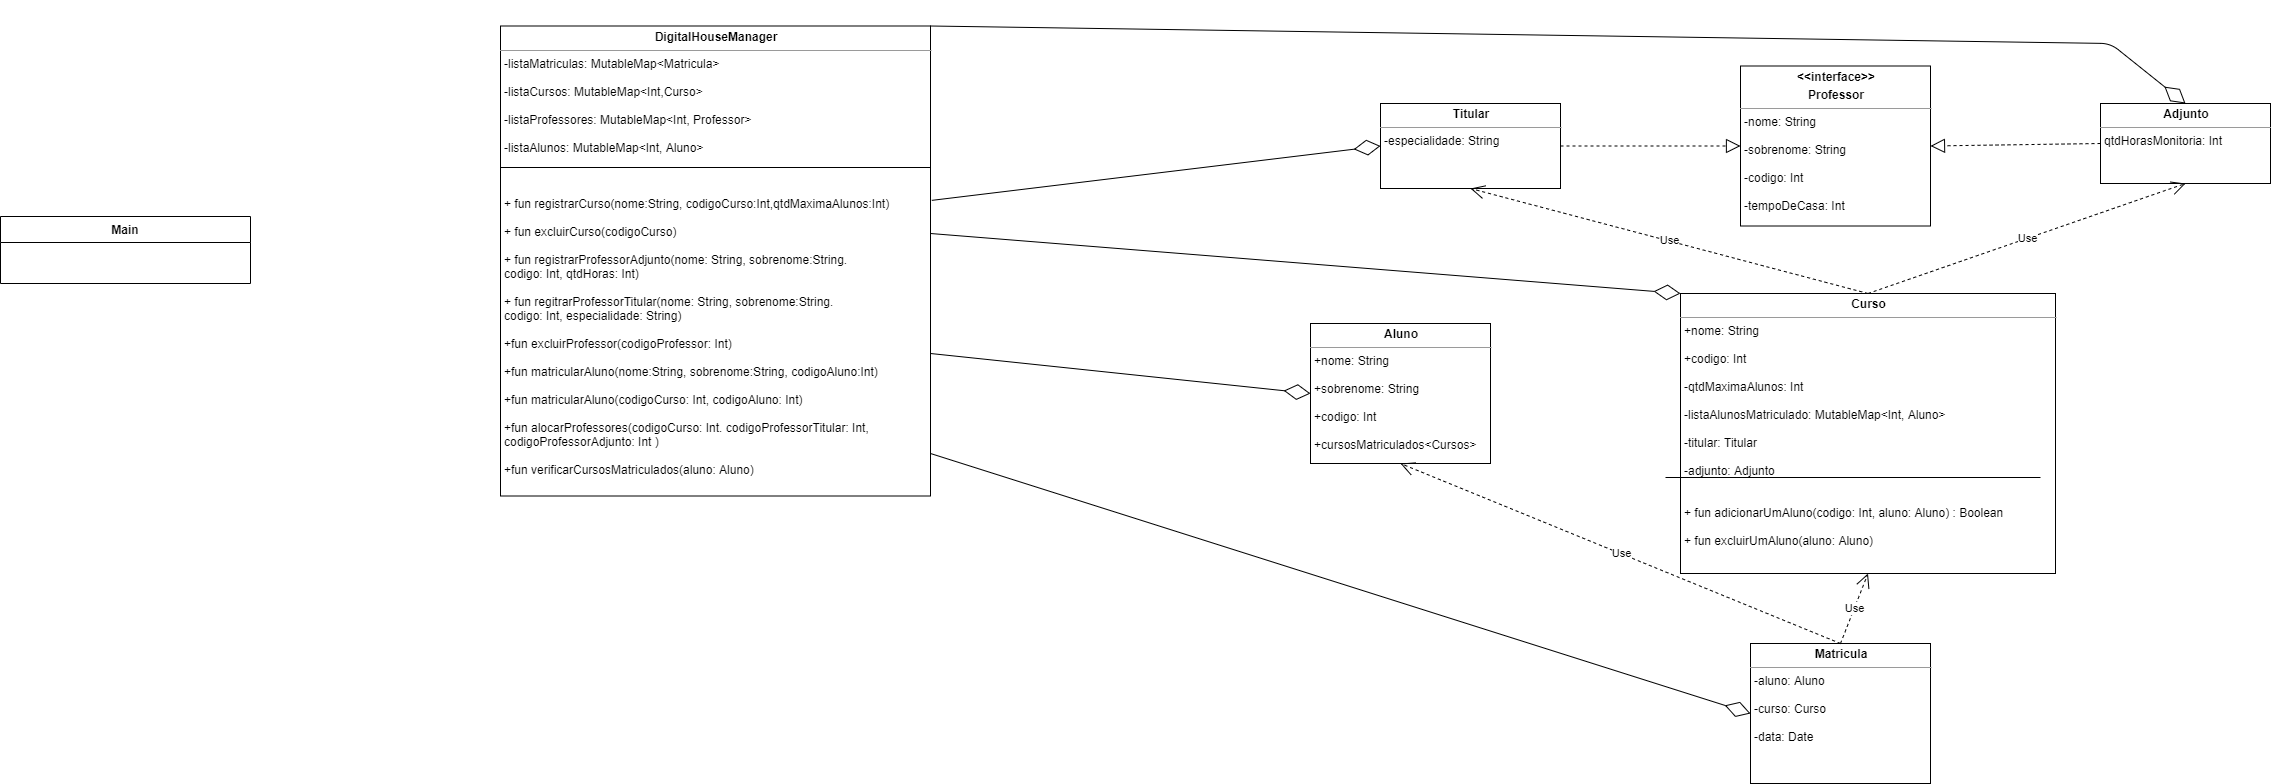 Main
DigitalHouseManager
-listaMatriculas: MutableMap<Matricula>
-listaCursos: MutableMap<Int,Curso>
-listaProfessores: MutableMap<Int, Professor>
-listaAlunos: MutableMap<Int, Aluno>
+ fun registrarCurso(nome:String, codigoCurso:Int,qtdMaximaAlunos:Int)
+ fun excluirCurso(codigoCurso)
+ fun registrarProfessorAdjunto(nome: String, sobrenome:String.
codigo: Int, qtdHoras: Int)
+ fun regitrarProfessorTitular(nome: String, sobrenome:String.
codigo: Int, especialidade: String)
+fun excluirProfessor(codigoProfessor: Int)
+fun matricularAluno(nome:String, sobrenome:String, codigoAluno:Int)
+fun matricularAluno(codigoCurso: Int, codigoAluno: Int)
+fun alocarProfessores(codigoCurso: Int. codigoProfessorTitular: Int,
codigoProfessorAdjunto: Int )
+fun verificarCursosMatriculados(aluno: Aluno)
Titular
-especialidade: String
<<interface>>
Professor
-nome: String
-sobrenome: String
-codigo: Int
-tempoDeCasa: Int
Adjunto
qtdHorasMonitoria: Int
Use
Use
Aluno
+nome: String
+sobrenome: String
+codigo: Int
+cursosMatriculados<Cursos>
Curso
+nome: String
+codigo: Int
-qtdMaximaAlunos: Int
-listaAlunosMatriculado: MutableMap<Int, Aluno>
-titular: Titular
-adjunto: Adjunto
+ fun adicionarUmAluno(codigo: Int, aluno: Aluno) : Boolean
+ fun excluirUmAluno(aluno: Aluno)
Use
Use
Matricula
-aluno: Aluno
-curso: Curso
-data: Date